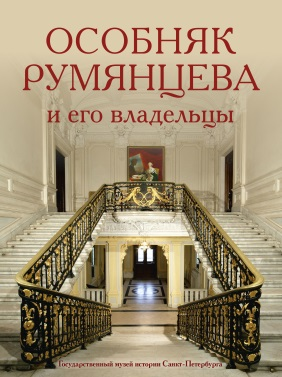 ОСОБНЯК
РУМЯНЦЕВА
и его владельцы
Государственный музей истории Санкт-Петербурга